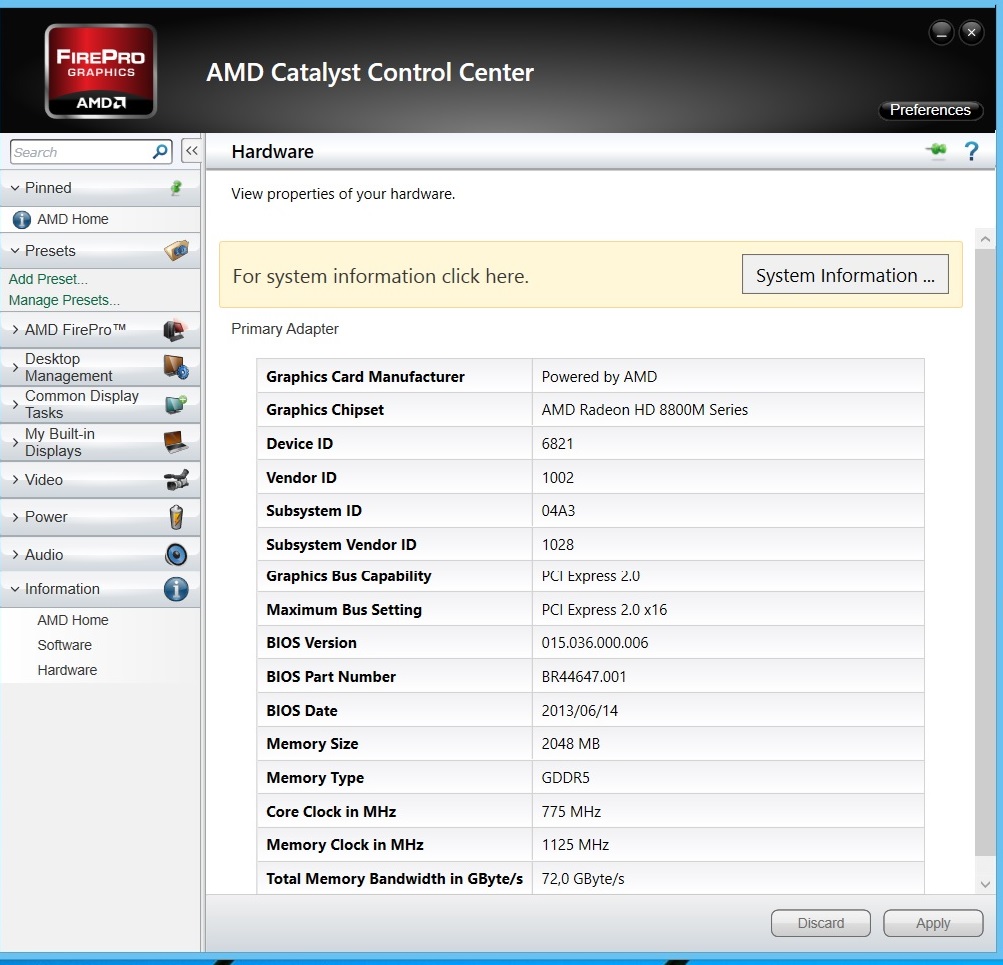 FIREPRO
GRAPHICS
AMD
AMD Catalyst Control Center
Preferences
Search
<<
Pinned
AMD Home
Presets
Add Preset...
Manage Presets...
AMD FirePro™
Desktop
Management
Common Display
Tasks
My Built-in
Displays
Video
Power
Audio
Information
AMD Home
Software
Hardware
Hardware
?
View properties of your hardware.
For system information click here.
System Information ...
Primary Adapter
Graphics Card Manufacturer Powered by AMD
Graphics Chipset AMD Radeon HD 8800M Series
Device ID 6821
Vendor ID 1002
Subsystem ID 04A3
Subsystem Vendor ID 1028
Graphics Bus Capability PCI Express 2.0
Maximum Bus Setting PCI Express 2.0 x16
BIOS Version 015.036.000.006
BIOS Part Number BR44647.001
BIOS Date 2013/06/14
Memory Size 2048 MB
Memory Type GDDR5
Core Clock in MHz 775 MHz
Memory Clock in MHz 1125 MHz
Total Memory Bandwidth in GByte/s 72,0 GByte/s
Discard
Apply